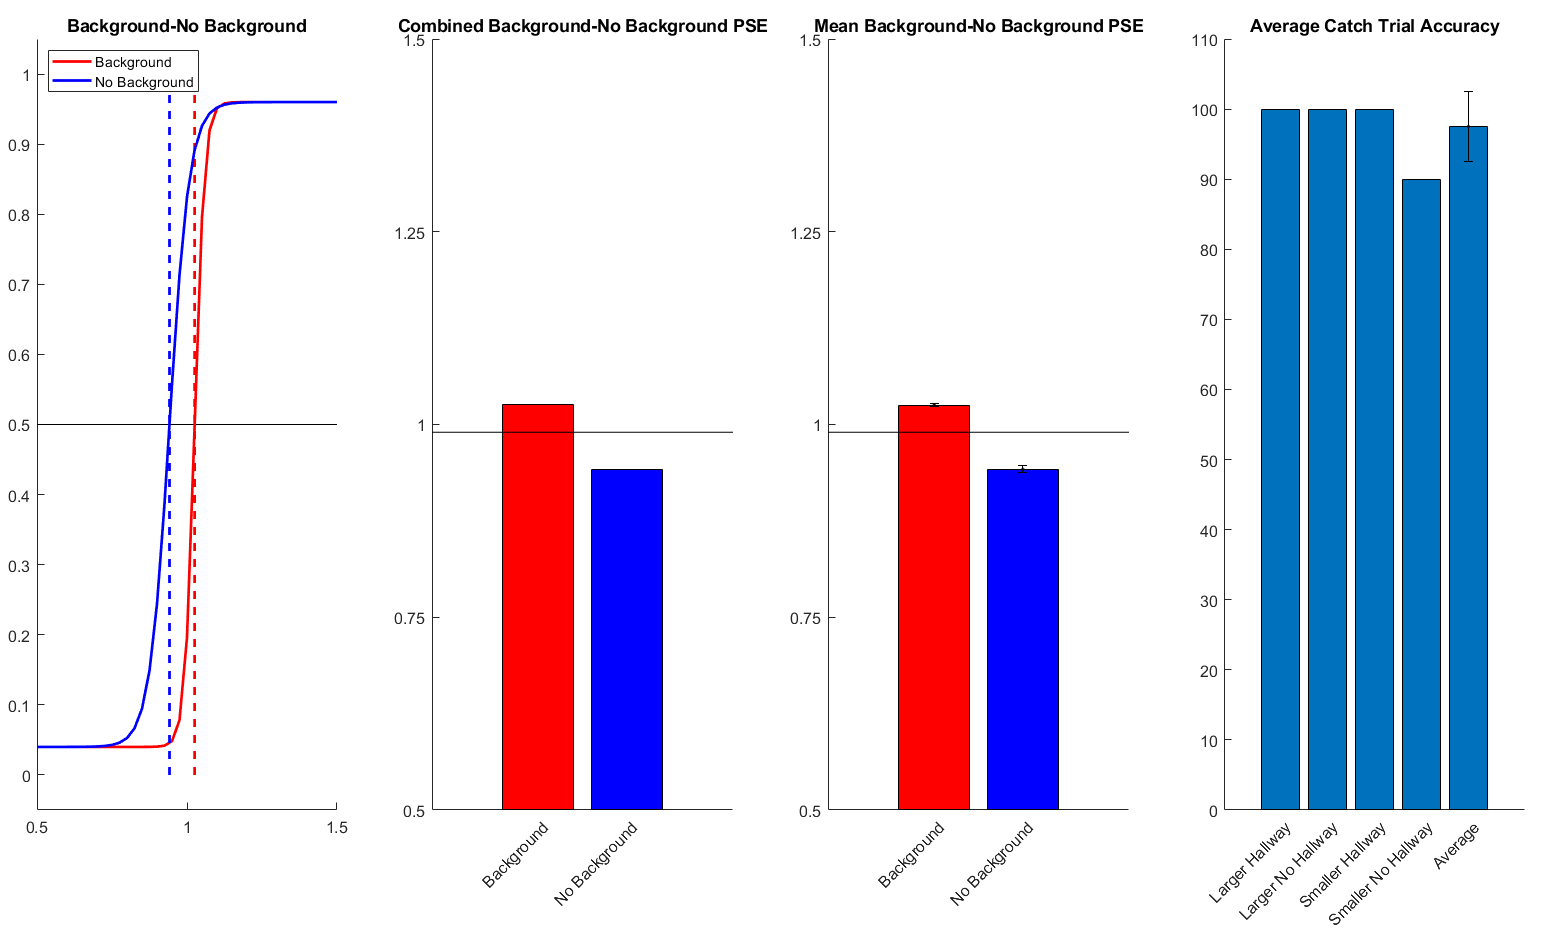 Background-No Background
Background
No Background
1
0.9
0.8
0.7
0.6
0.5
0.4
0.3
0.2
0.1
0
0.5
1
1.5
Combined Background-No Background PSE
1.5
1.25
1
0.75
0.5
Background
No Background
Mean Background-No Background PSE
1.5
1.25
1
0.75
0.5
Background
No Background
Average Catch Trial Accuracy
110
100
90
80
70
60
50
40
30
20
10
0
Larger Hallway
Larger No Hallway
Smaller Hallway
Smaller No Hallway
Average